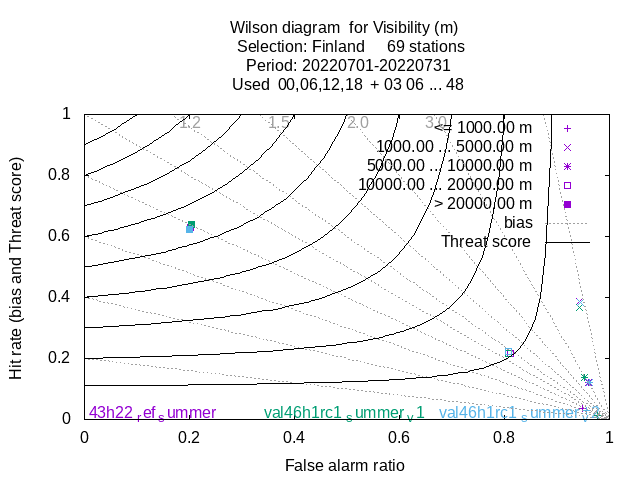 Wilson diagram for Visibility (m)
Selection: Finland 69 stations
Period: 20220701-20220731
Used 00,06,12,18 + 03 06 ... 48
1.2 1.5 2.0 3.0
<= 1000.00 m
1000.00 ... 5000.00 m
5000.00 ... 10000.00 m
10000.00 ... 20000.00 m
> 20000.00 m
bias
Threat score
Hit rate (bias and Threat score)
1
0.8
0.6
0.4
0.2
0
43h22_ref_summer val46h1rc1_summer_v1 val46h1rc1_summer_v2
0 0.2 0.4 0.6 0.8 1
False alarm ratio